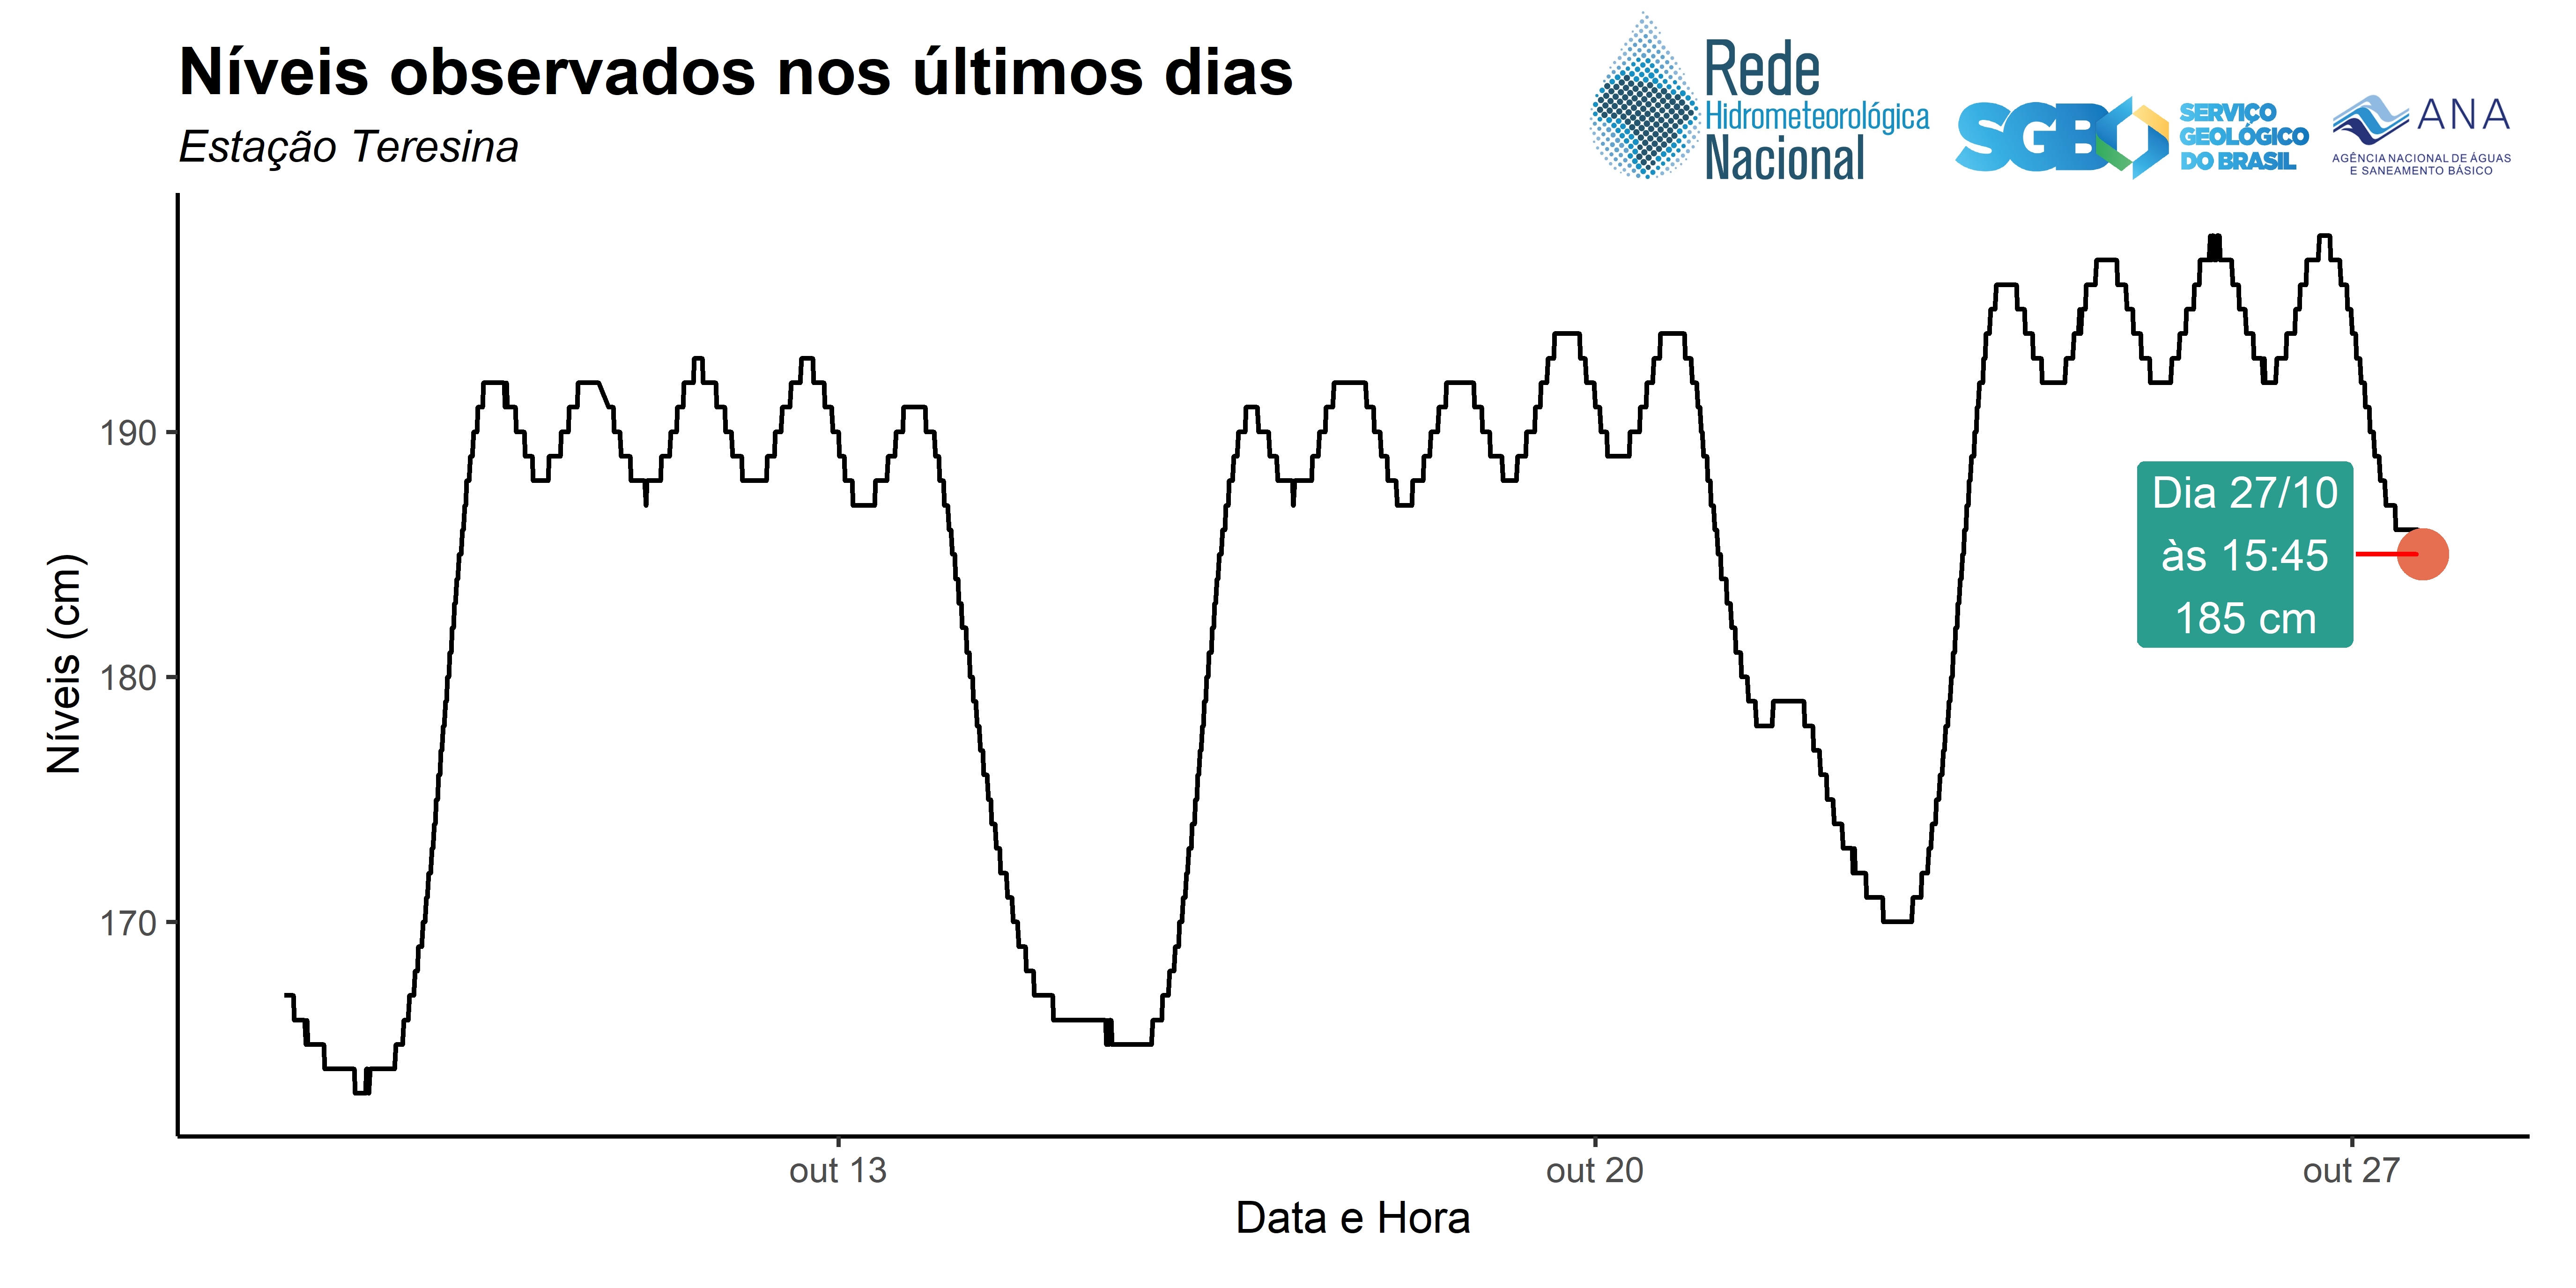 Níveis observados nos últimos dias
Estação Teresina
Rede
Hidrometeorológica
Nacional
SGB
SERVIÇO
GEOLÓGICO
DO BRASIL
ANA
AGÊNCIA NACIONAL DE ÁGUAS
E SANEAMENTO BÁSICO
Níveis (cm)
190
180
170
Dia 27/10
às 15:45
185 cm
out 13
out 20
out 27
Data e Hora